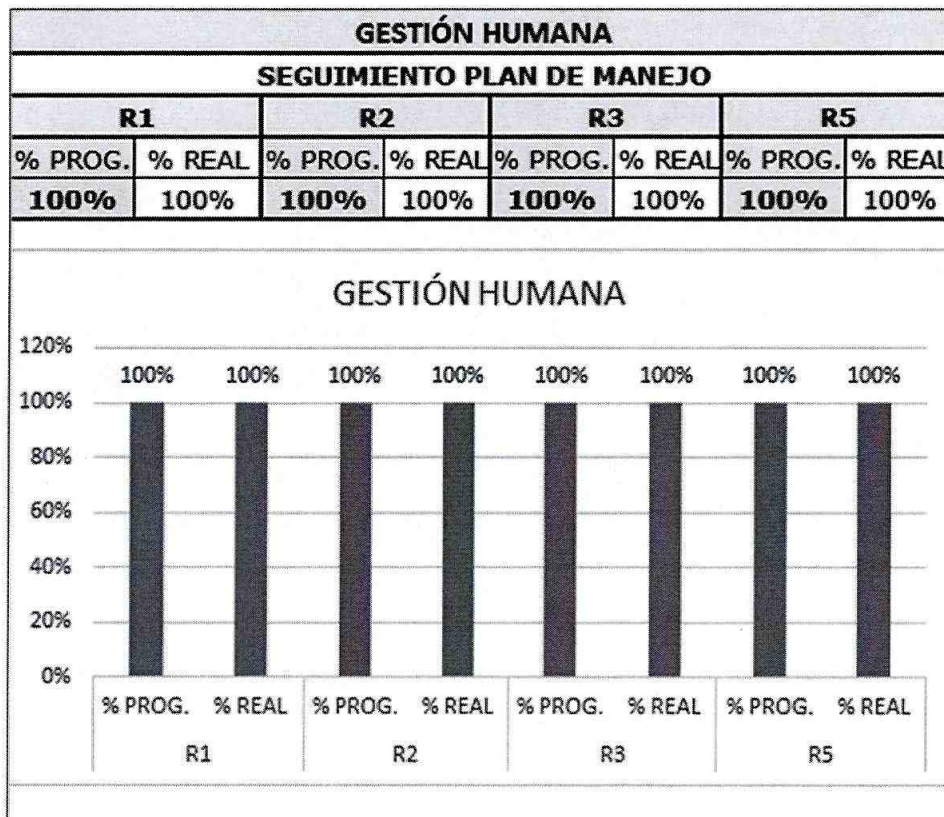 GESTIÓN HUMANA
SEGUIMIENTO PLAN DE MANEJO
R1 R2 R3 R5
% PROG. % REAL % PROG. % REAL % PROG. % REAL % PROG. % REAL
100% 100% 100% 100% 100% 100% 100% 100%
GESTIÓN HUMANA
120%
100% 100% 100% 100% 100% 100% 100% 100%
100%
80%
60%
40%
20%
0%
% PROG. % REAL % PROG. % REAL % PROG. % REAL % PROG. % REAL
R1 R2 R3 R5